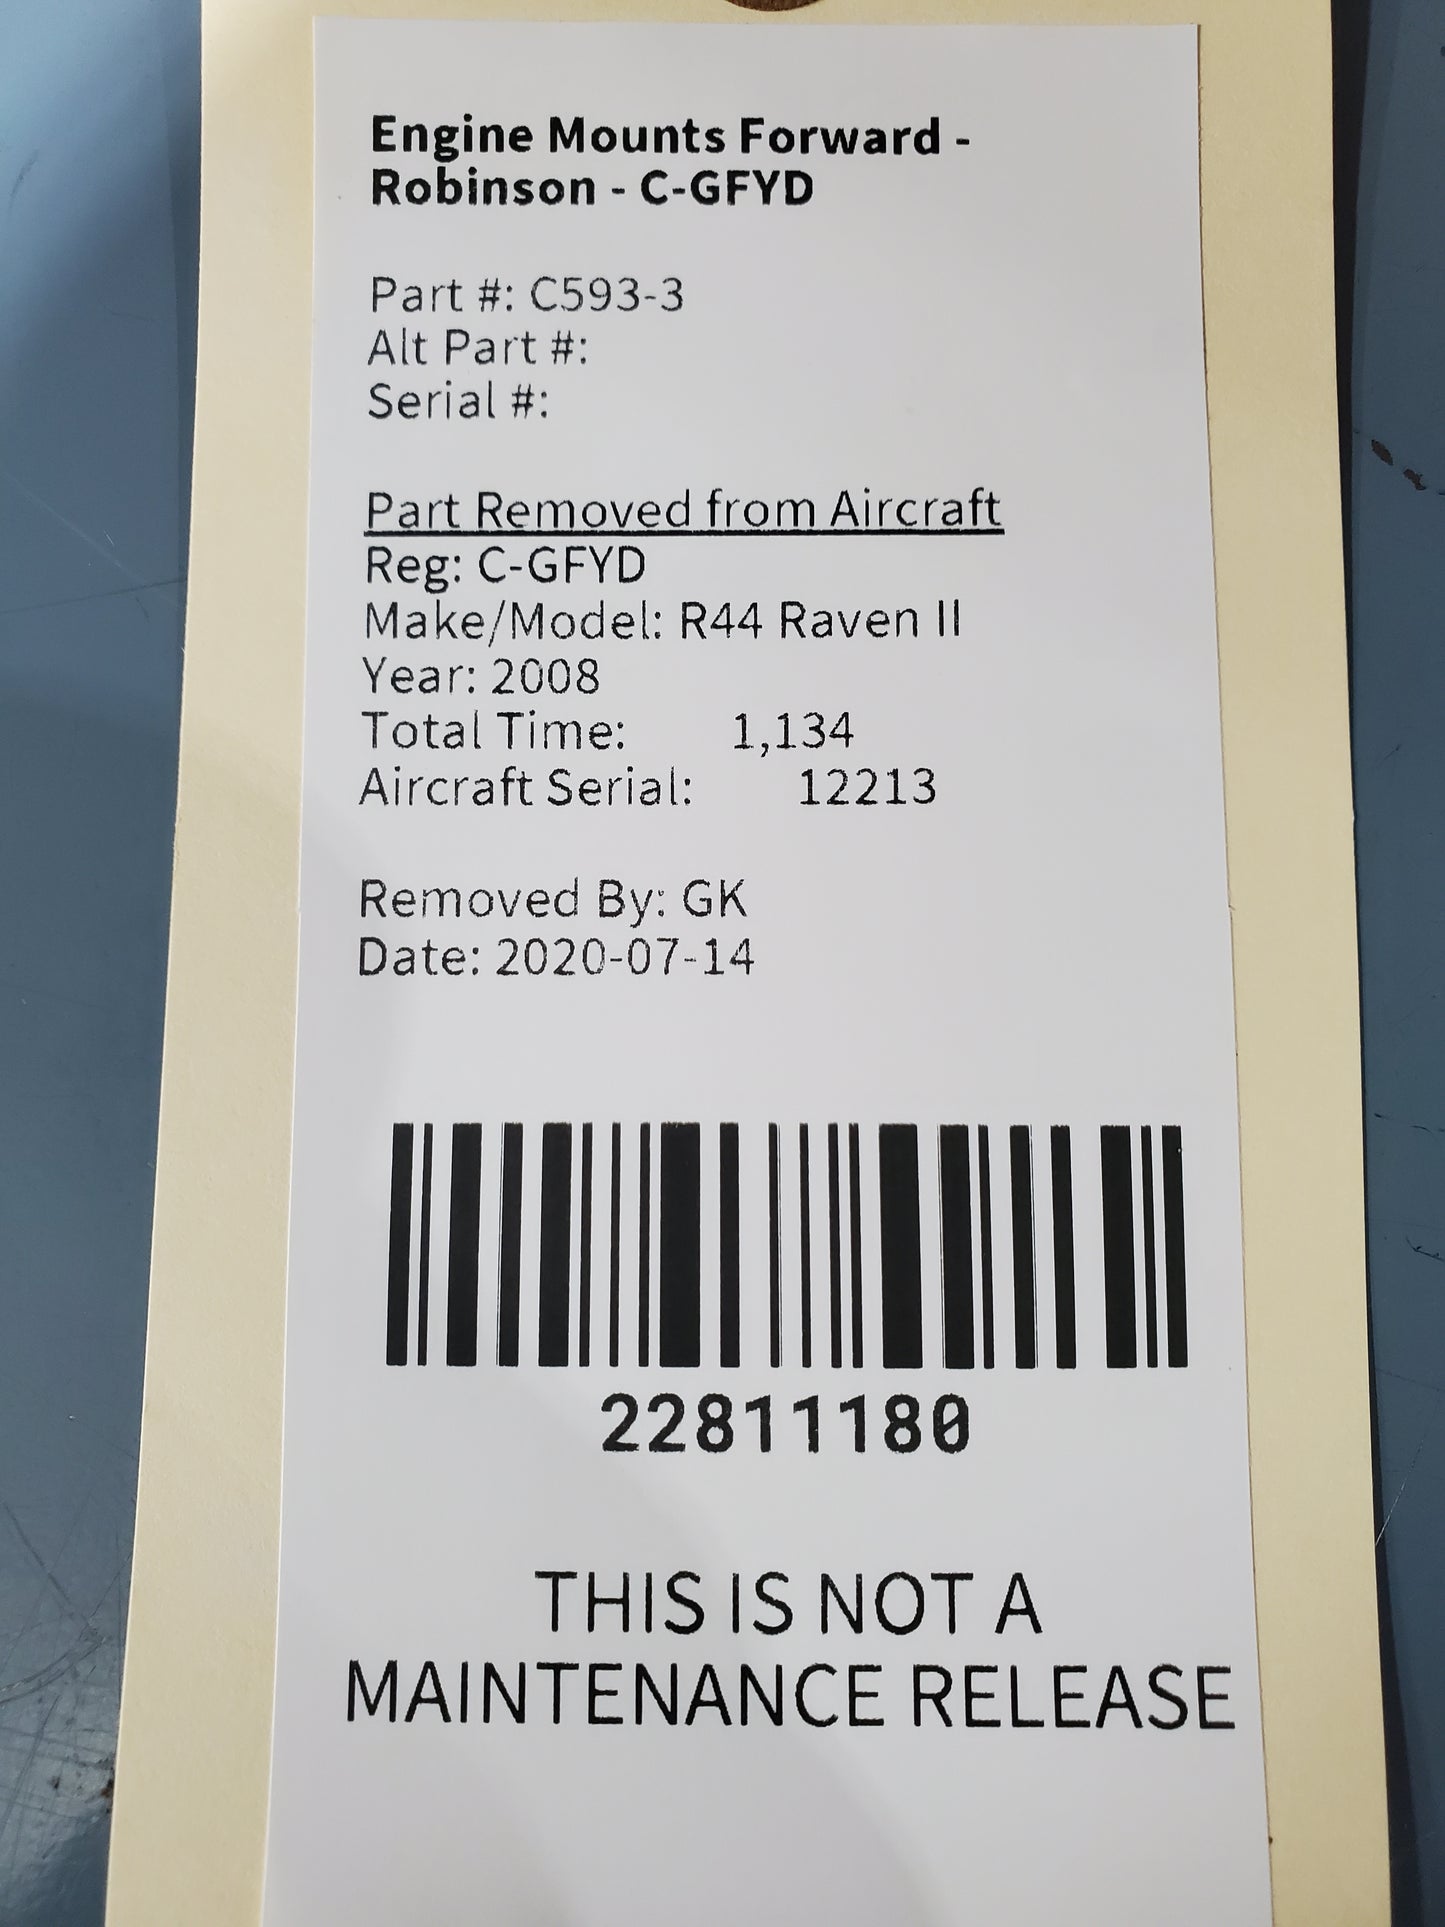 Engine Mounts Forward -
Robinson - C-GFYD
Part #: C593-3
Alt Part #:
Serial #:
Part Removed from Aircraft
Reg: C-GFYD
Make/Model: R44 Raven II
Year: 2008
Total Time: 1,134
Aircraft Serial: 12213
Removed By: GK
Date: 2020-07-14
22811180
THIS IS NOT A
MAINTENANCE RELEASE